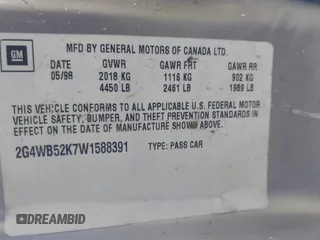 GM
MFD BY GENERAL MOTORS OF CANADA LTD.
DATE GVWR GAWR FRT GAWR RR
05/98 2018 KG 1116 KG 902 KG
4450 LB 2461 LB 1989 LB
THIS VEHICLE CONFORMS TO ALL APPLICABLE U.S. FEDERAL MOTOR
VEHICLE SAFETY, BUMPER, AND THEFT PREVENTION STANDARDS IN
EFFECT ON THE DATE OF MANUFACTURE SHOWN ABOVE.
2G4WB52K7W1588391 TYPE: PASS CAR
DREAMBID